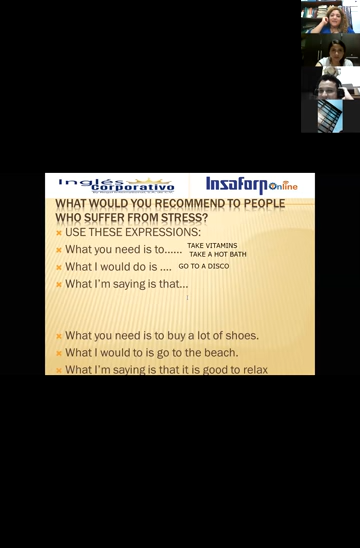 Inglés
corporativo
Insaforp online
WHAT WOULD YOU RECOMMEND TO PEOPLE
WHO SUFFER FROM STRESS?
USE THESE EXPRESSIONS:
What you need is to......
TAKE VITAMINS
TAKE A HOT BATH
What I would do is ....
GO TO A DISCO
What I'm saying is that...
What you need is to buy a lot of shoes.
What I would to is go to the beach.
What I'm saying is that it is good to relax